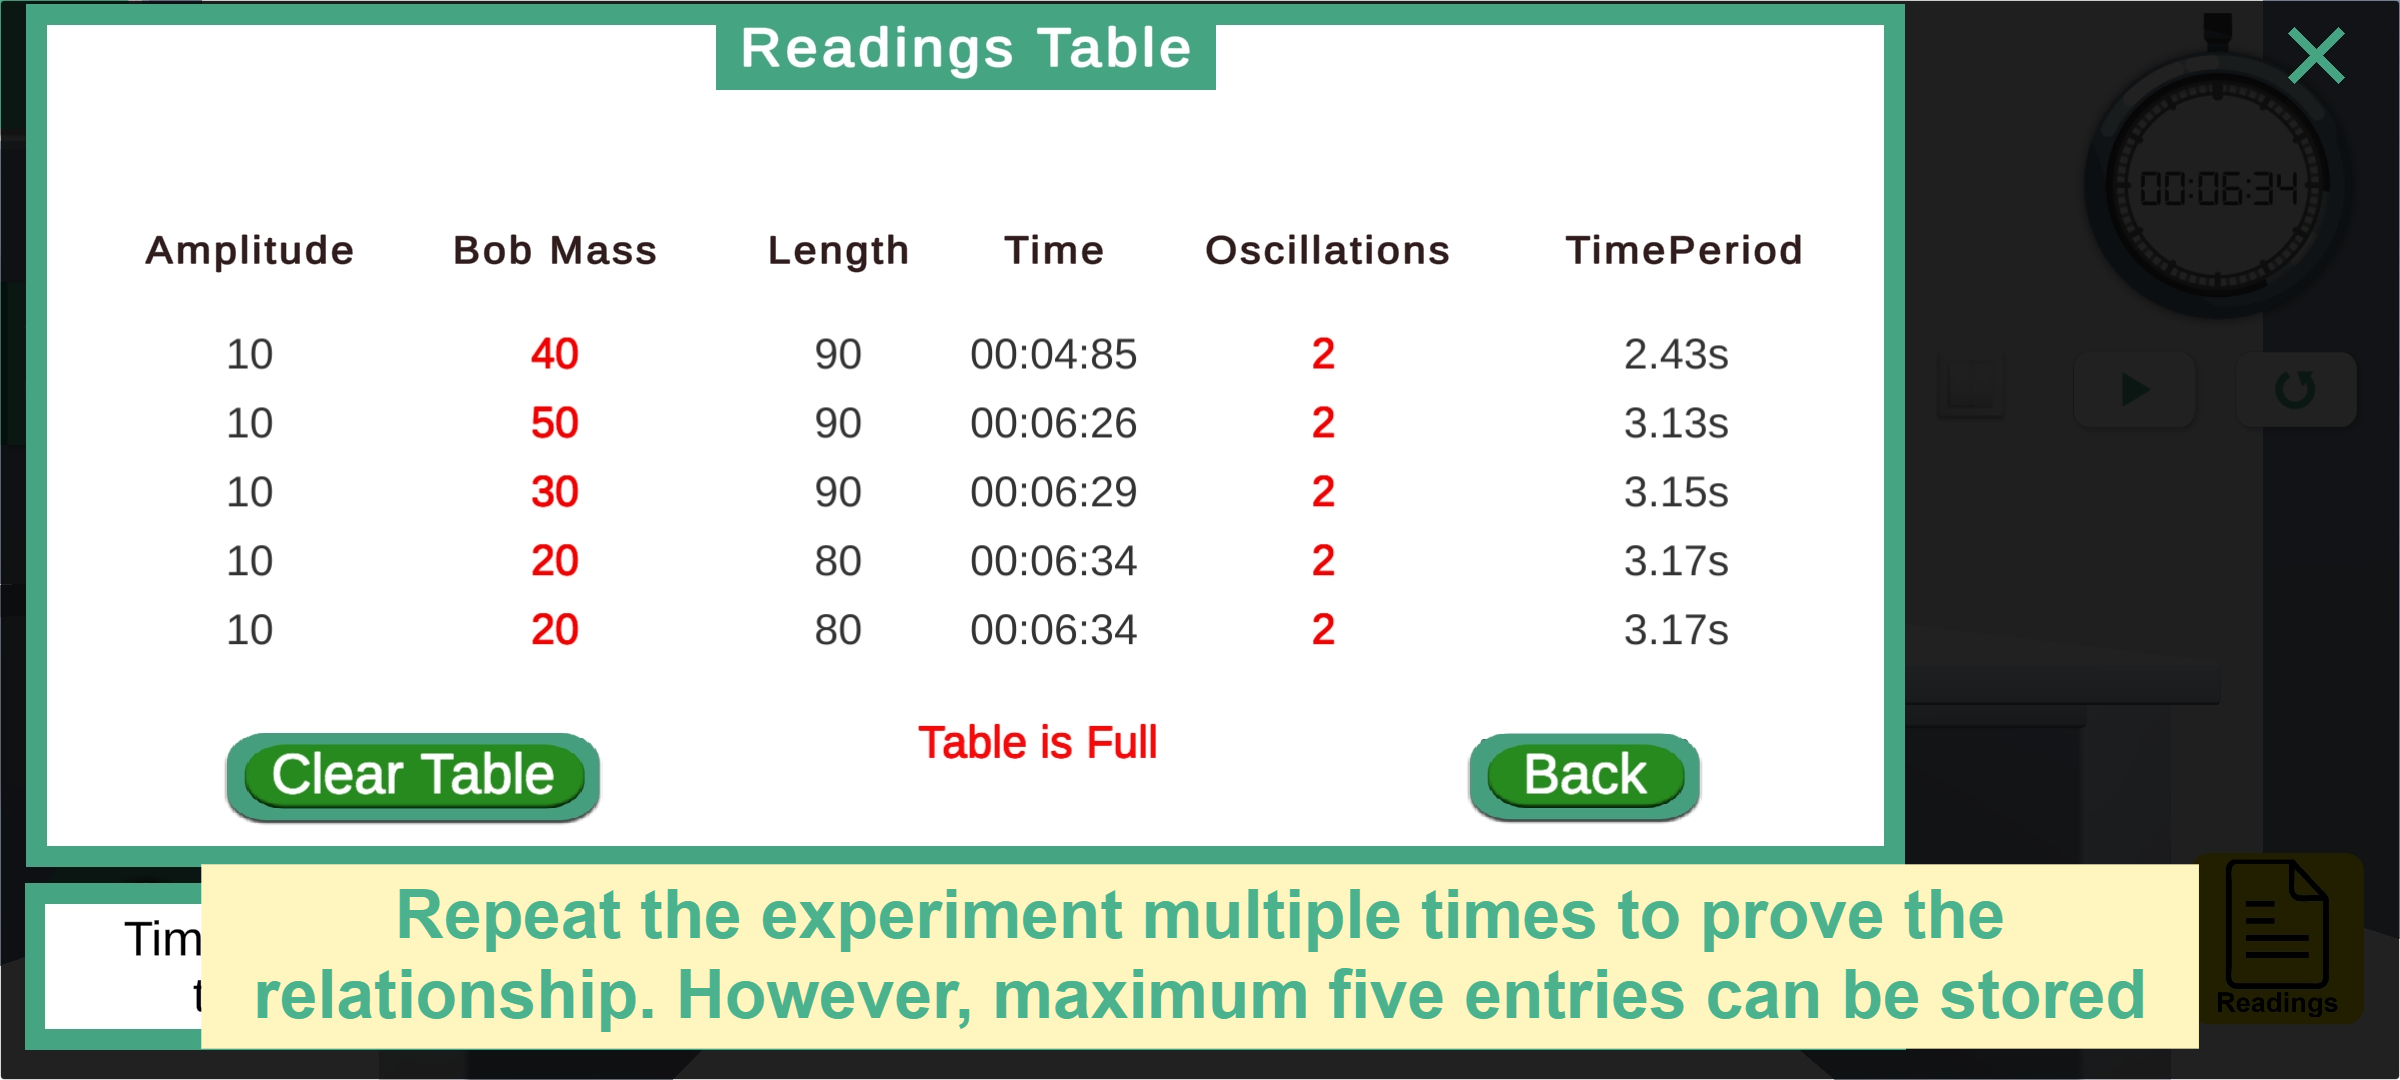 Readings Table
00:06:34
Amplitude Bob Mass Length Time Oscillations TimePeriod
10 40 90 00:04:85 2 2.43s
10 50 90 00:06:26 2 3.13s
10 30 90 00:06:29 2 3.15s
10 20 80 00:06:34 2 3.17s
10 20 80 00:06:34 2 3.17s
Table is Full
Clear Table
Back
Repeat the experiment multiple times to prove the
relationship. However, maximum five entries can be stored
Readings